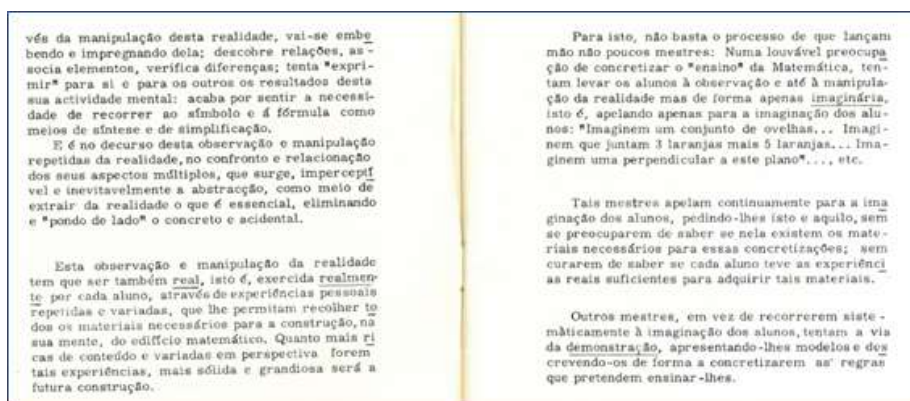 vés da manipulação desta realidade, vai-se embe
bendo e impregnando dela; descobre relações, as-
socia elementos, verifica diferenças; tenta "expri-
mir" para si e para os outros os resultados desta
sua actividade mental: acaba por sentir a necessi-
dade de recorrer ao símbolo e á fórmula como
meios de síntese e de simplificação.
E é no decurso desta observação e manipulação
repetidas da realidade, no confronto e relacionação
dos seus aspectos múltiplos, que surge, impercept<u>í</u>
vel e inevitavelmente a abstracção, como meio de
extrair da realidade o que é essencial, eliminando
e "pondo de lado" o concreto e acidental.
Esta observação e manipulação da realidade
tem que ser também real, isto é, exercida realmen-
te por cada aluno, através de experiências pessoais
repetidas e variadas, que lhe permitam recolher to
dos os materiais necessários para a construção, na
sua mente, do edifício matemático. Quanto mais ri
cas de conteúdo e variadas em perspectiva forem
tais experiências, mais sólida e grandiosa será a
futura construção.
Para isto, não basta o processo de que lançam
mão não poucos mestres: Numa louvável preocupa
ção de concretizar o "ensino" da Matemática, ten-
tam levar os alunos à observação e até à manipula-
ção da realidade mas de forma apenas imaginária,
isto é, apelando apenas para a imaginação dos alu-
nos: "Imaginem um conjunto de ovelhas... Imagi-
nem que juntam 3 laranjas mais 5 laranjas... Ima-
ginem uma perpendicular a este plano"..., etc.
Tais mestres apelam continuamente para a ima
ginação dos alunos, pedindo-lhes isto e aquilo, sem
se preocuparem de saber se nela existem os mate-
riais necessários para essas concretizações; sem
curarem de saber se cada aluno teve as experiênci
as reais suficientes para adquirir tais materiais.
Outros mestres, em vez de recorrerem siste-
màticamente à imaginação dos alunos, tentam a via
da demonstração, apresentando-lhes modelos e des
crevendo-os de forma a concretizarem as regras
que pretendem ensinar-lhes.